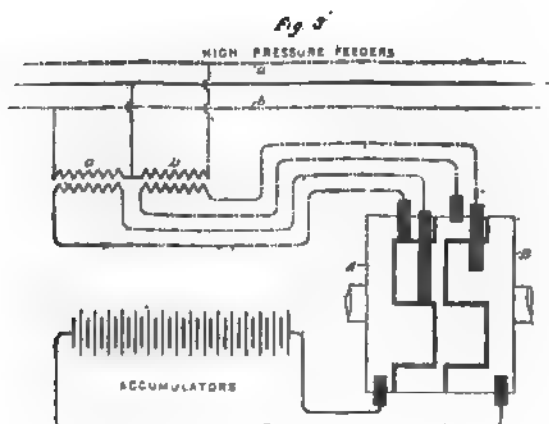 Fig. 3
HIGH PRESSURE FEEDERS
a
b
a b
A B
ACCUMULATORS